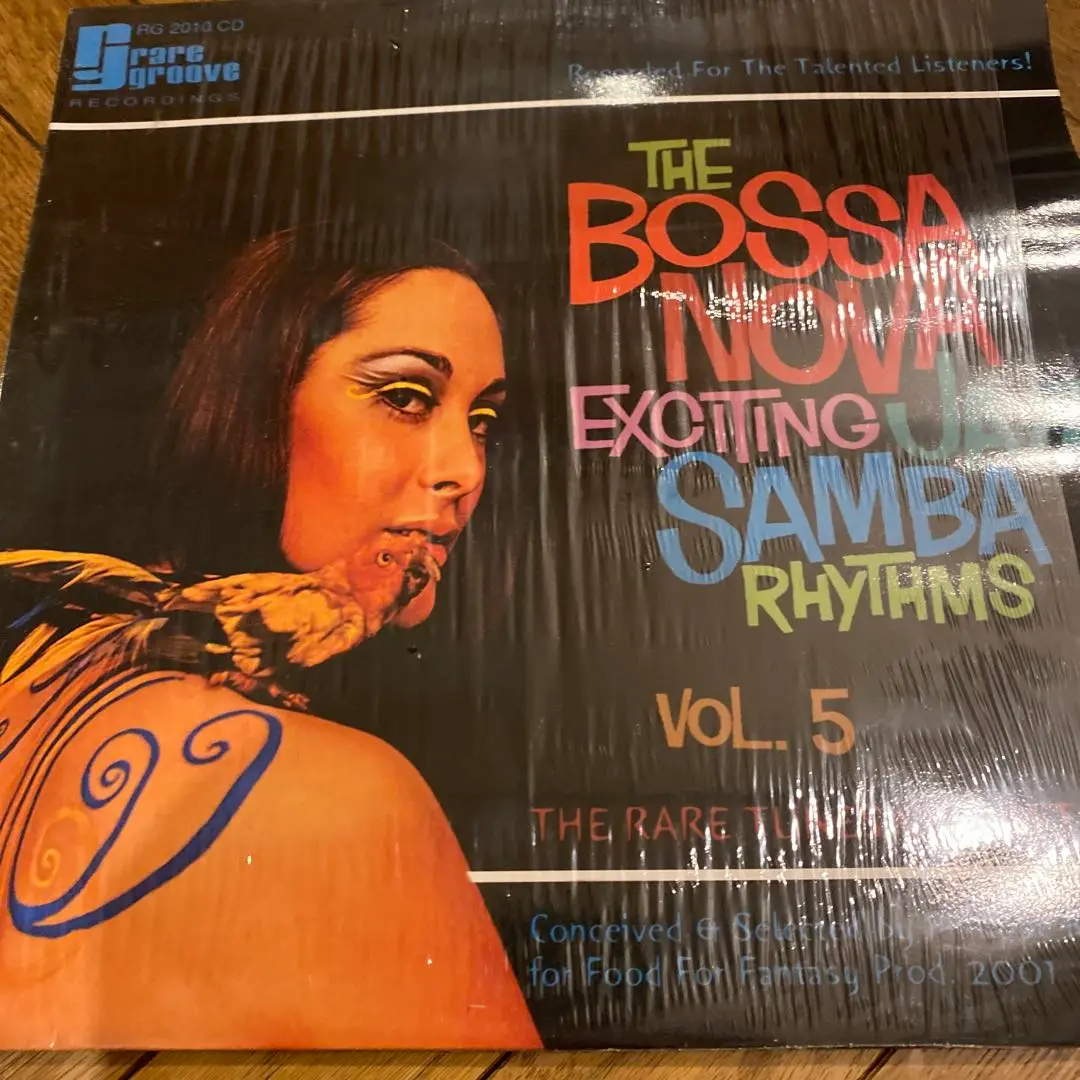 RG 2010 CD
rg rare
groove
RECORDINGS
Recorded For The Talented Listeners!
THE
BOSSA
NOVA
EXCITING
SAMBA
RHYTHMS
VOL. 5
THE RARE
Conceived & Selected by
for Food For Fantasy Prod. 2001